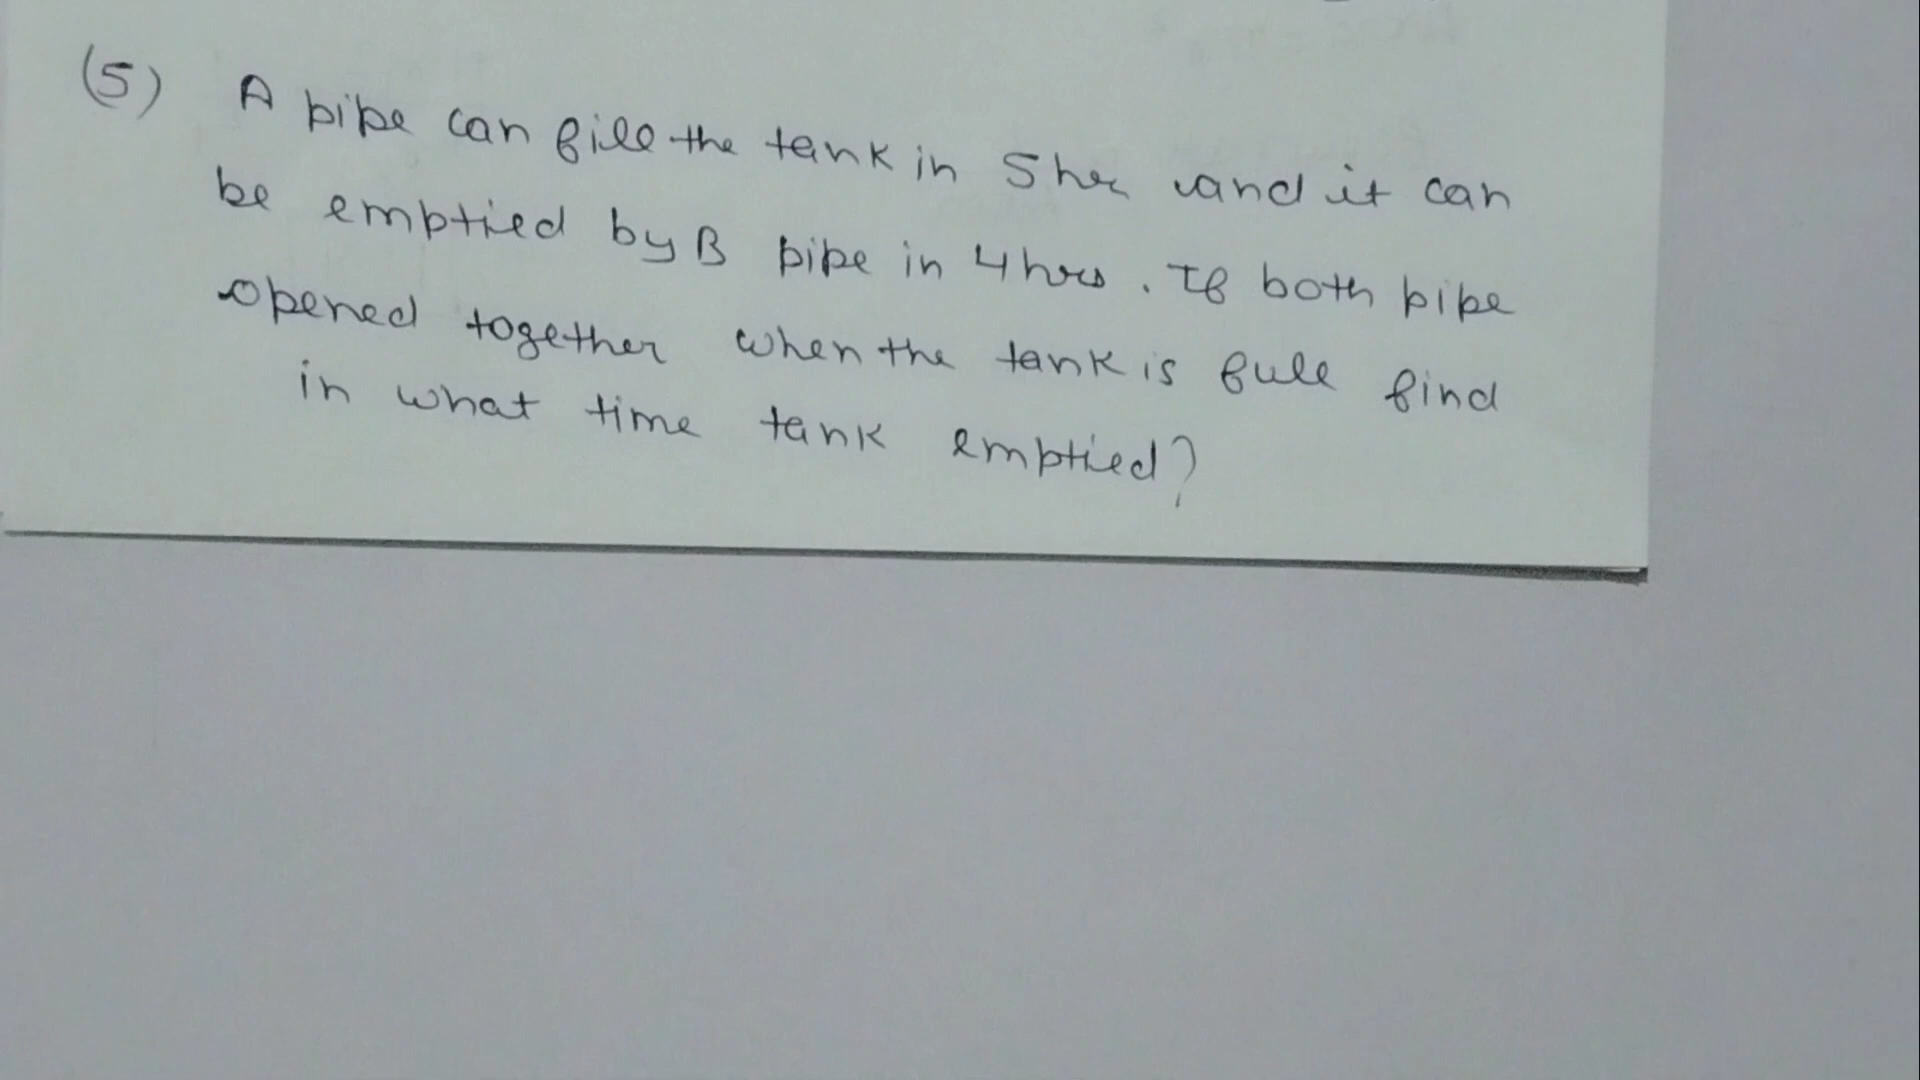 (5) A pipe can fill the tank in 5 hr and it can
be emptied by B pipe in 4 hrs. If both pipe
opened together when the tank is full find
in what time tank emptied?